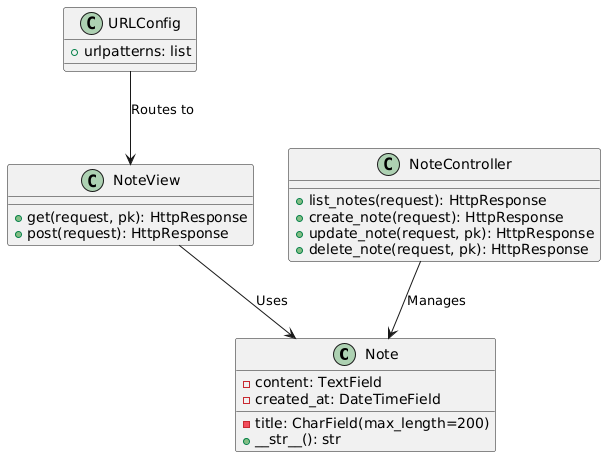 C URLConfig
urlpatterns: list
Routes to
C NoteView
get(request, pk): HttpResponse
post(request): HttpResponse
C NoteController
list_notes(request): HttpResponse
create_note(request): HttpResponse
update_note(request, pk): HttpResponse
delete_note(request, pk): HttpResponse
Uses
Manages
C Note
content: TextField
created_at: DateTimeField
title: CharField(max_length=200)
__str__(): str